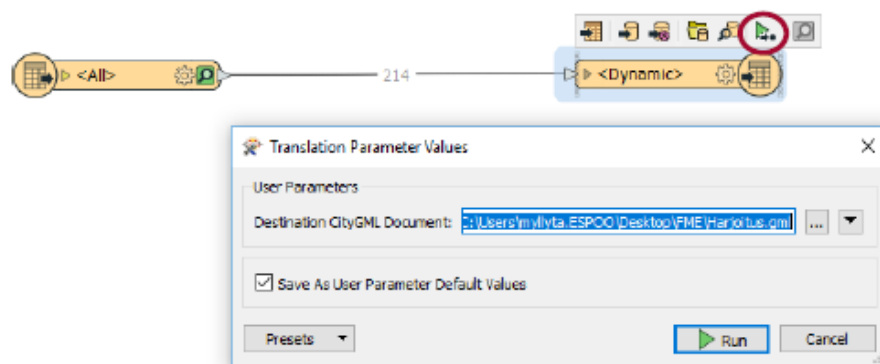 <All>
214
<Dynamic>
Translation Parameter Values
User Parameters
Destination CityGML Document: C:\Users\myllyta.ESPOO\Desktop\FME\Harjoitus.gml ...
Save As User Parameter Default Values
Presets Run Cancel